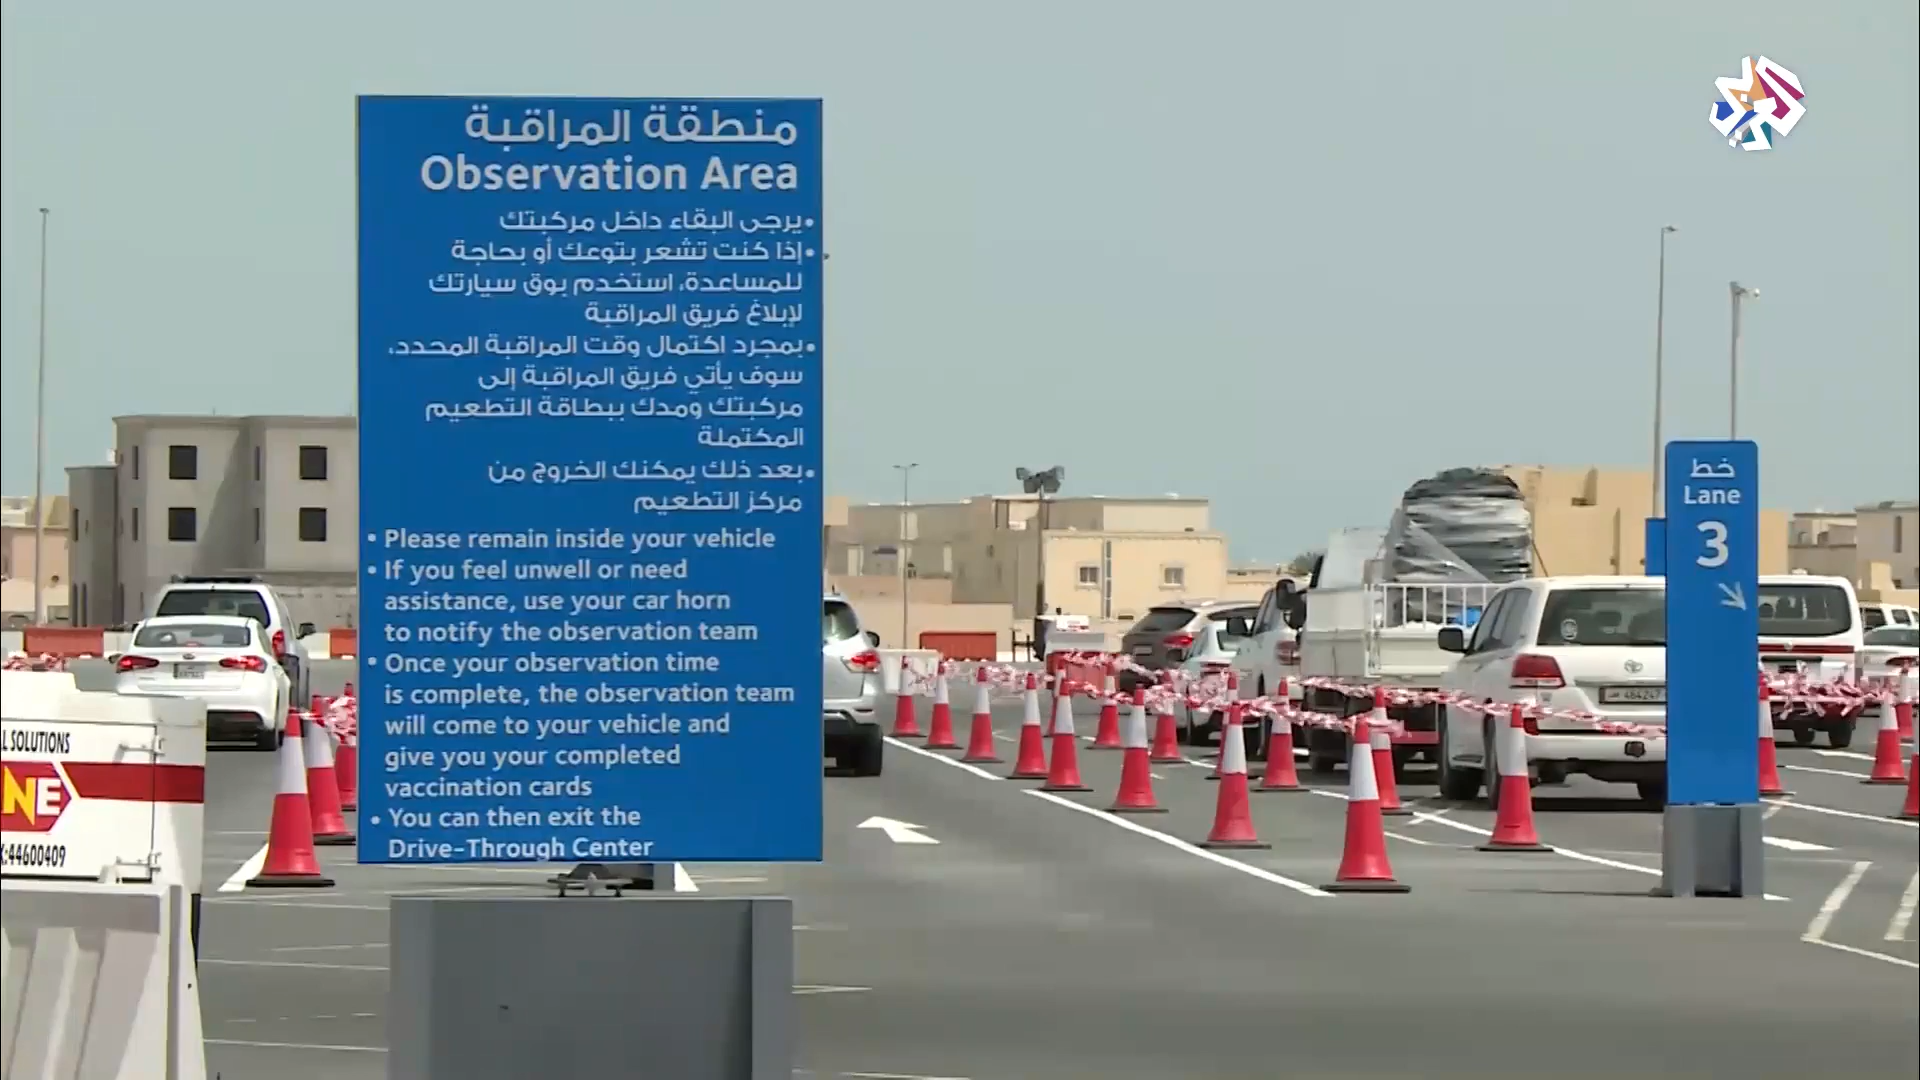 منطقة المراقبة
Observation Area
•يرجى البقاء داخل مركبتك
•إذا كنت تشعر بتوعك أو بحاجة
للمساعدة، استخدم بوق سيارتك
لإبلاغ فريق المراقبة
•بمجرد اكتمال وقت المراقبة المحدد،
سوف يأتي فريق المراقبة إلى
مركبتك ومدك ببطاقة التطعيم
المكتملة
•بعد ذلك يمكنك الخروج من
مركز التطعيم
• Please remain inside your vehicle
• If you feel unwell or need
assistance, use your car horn
to notify the observation team
• Once your observation time
is complete, the observation team
will come to your vehicle and
give you your completed
vaccination cards
• You can then exit the
Drive-Through Center
خط
Lane
3
L SOLUTIONS
NE
:44600409